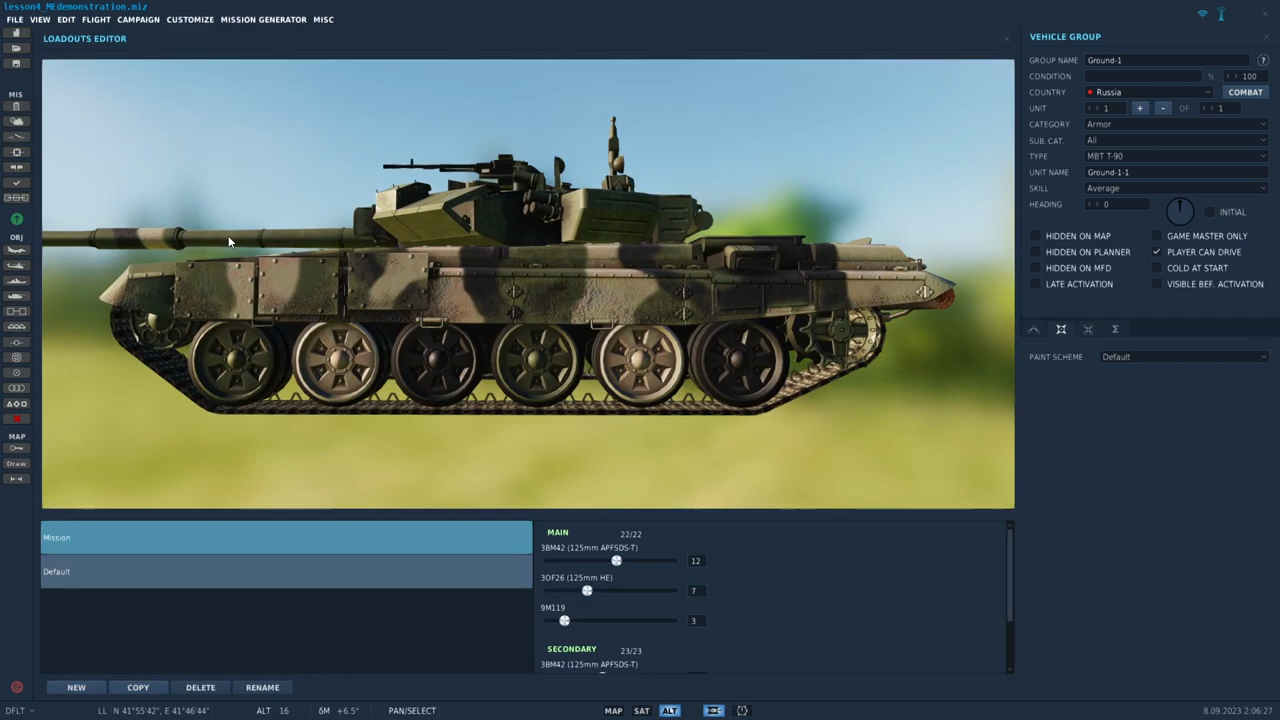 lesson4_MEdemonstration.miz
FILE VIEW EDIT FLIGHT CAMPAIGN CUSTOMIZE MISSION GENERATOR MISC
LOADOUTS EDITOR
VEHICLE GROUP
GROUP NAME Ground-1 ?
CONDITION % < > 100
COUNTRY Russia COMBAT
UNIT < > 1 + - OF < > 1
CATEGORY Armor
SUB. CAT. All
TYPE MBT T-90
UNIT NAME Ground-1-1
SKILL Average
HEADING < > 0 INITIAL
HIDDEN ON MAP GAME MASTER ONLY
HIDDEN ON PLANNER PLAYER CAN DRIVE
HIDDEN ON MFD COLD AT START
LATE ACTIVATION VISIBLE BEF. ACTIVATION
Σ
PAINT SCHEME Default
MIS
OBJ
MAP
Draw
Mission
Default
MAIN 22/22
3BM42 (125mm APFSDS-T)
12
3OF26 (125mm HE)
7
9M119
3
SECONDARY 23/23
3BM42 (125mm APFSDS-T)
NEW COPY DELETE RENAME
DFLT LL N 41°55'42", E 41°46'44" ALT 16 δM +6.5° PAN/SELECT MAP SAT ALT 8.09.2023 2:06:27